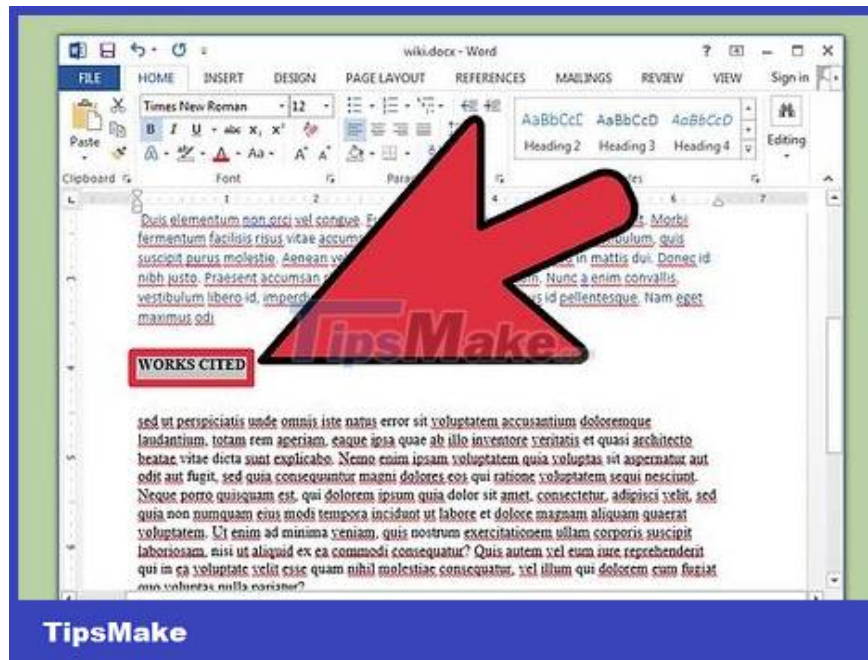 wiki.docx - Word
FILE HOME INSERT DESIGN PAGE LAYOUT REFERENCES MAILINGS REVIEW VIEW Sign in
Times New Roman 12
Paste
B I U abc x, x²
Aa A A
AaBbCcC AaBbCcD AaBbCcD
Heading 2 Heading 3 Heading 4
Editing
Clipboard Font Para
1 2 4 6 7
Duis elementum non orci vel congue. Morbi
fermentum facilisis risus vitae quis
suscipit purus molestie. Aenean in mattis dui. Donec id
nibh justo. Praesent accumsan Nunc a enim convallis,
vestibulum libero id, id pellentesque. Nam eget
maximus odi
TipsMake
WORKS CITED
sed ut perspiciatis unde omnis iste natus error sit voluptatem accusantium doloremque
laudantium, totam rem aperiam, eaque ipsa quae ab illo inventore veritatis et quasi architecto
beatae vitae dicta sunt explicabo. Nemo enim ipsam voluptatem quia voluptas sit aspernatur aut
odit aut fugit, sed quia consequuntur magni dolores eos qui ratione voluptatem sequi nesciunt.
Neque porro quisquam est, qui dolorem ipsum quia dolor sit amet, consectetur, adipisci velit, sed
quia non numquam eius modi tempora incidunt ut labore et dolore magnam aliquam quaerat
voluptatem. Ut enim ad minima veniam, quis nostrum exercitationem ullam corporis suscipit
laboriosam, nisi ut aliquid ex ea commodi consequatur? Quis autem vel eum iure reprehenderit
qui in ea voluptate velit esse quam nihil molestiae consequatur, vel illum qui dolorem eum fugiat
quo voluptas nulla pariatur?
TipsMake